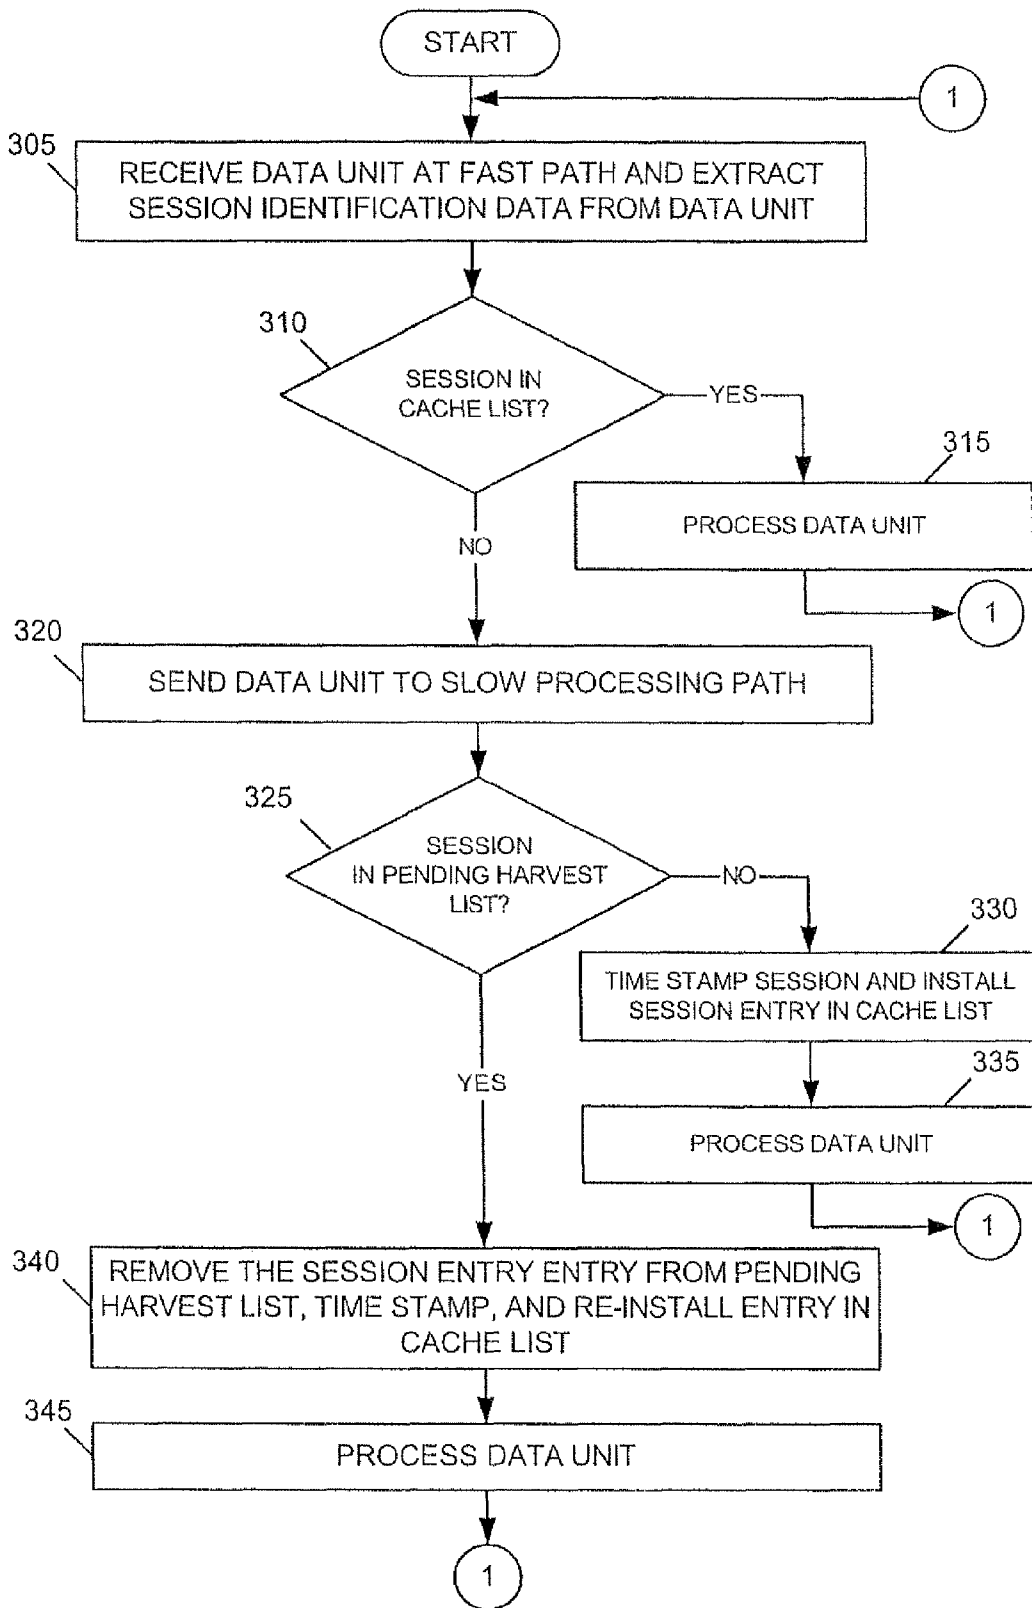 START
1
305
RECEIVE DATA UNIT AT FAST PATH AND EXTRACT
SESSION IDENTIFICATION DATA FROM DATA UNIT
310
SESSION IN
CACHE LIST?
YES
315
PROCESS DATA UNIT
NO
1
320
SEND DATA UNIT TO SLOW PROCESSING PATH
325
SESSION
IN PENDING HARVEST
LIST?
NO
330
TIME STAMP SESSION AND INSTALL
SESSION ENTRY IN CACHE LIST
335
YES
PROCESS DATA UNIT
1
340
REMOVE THE SESSION ENTRY ENTRY FROM PENDING
HARVEST LIST, TIME STAMP, AND RE-INSTALL ENTRY IN
CACHE LIST
345
PROCESS DATA UNIT
1